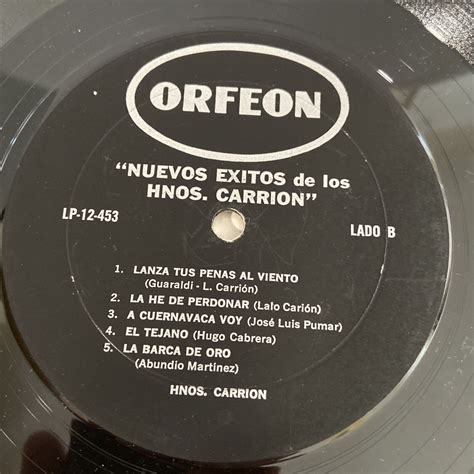 ORFEON
"NUEVOS EXITOS de los
HNOS. CARRION"
LP-12-453
LADO B
1. LANZA TUS PENAS AL VIENTO
(Guaraldi - L. Carrión)
2. LA HE DE PERDONAR (Lalo Carión)
3. A CUERNAVACA VOY (José Luis Pumar)
4. EL TEJANO (Hugo Cabrera)
5. LA BARCA DE ORO
(Abundio Martínez)
HNOS. CARRION